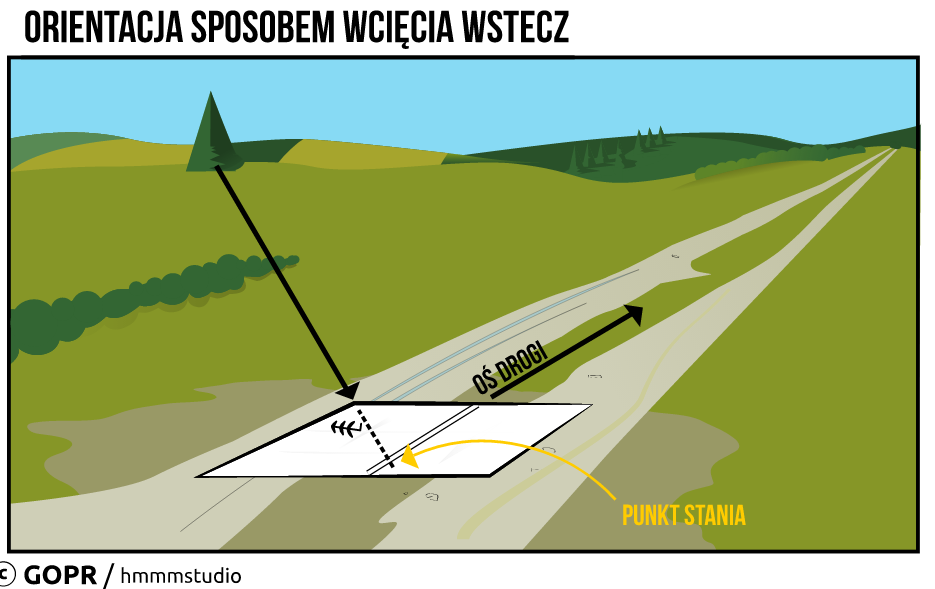 ORIENTACJA SPOSOBEM WCIĘCIA WSTECZ
OŚ DROGI
PUNKT STANIA
© GOPR / hmmmstudio